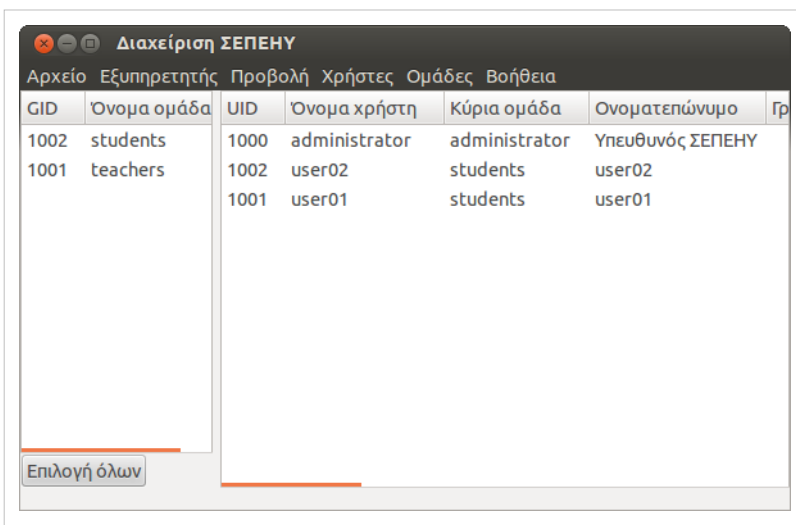 Διαχείριση ΣΕΠΕΗΥ
Αρχείο Εξυπηρετητής Προβολή Χρήστες Ομάδες Βοήθεια
GID Όνομα ομάδα UID Όνομα χρήστη Κύρια ομάδα Ονοματεπώνυμο Γρ
1002 students 1000 administrator administrator Υπευθυνός ΣΕΠΕΗΥ
1001 teachers 1002 user02 students user02
1001 user01 students user01
Επιλογή όλων